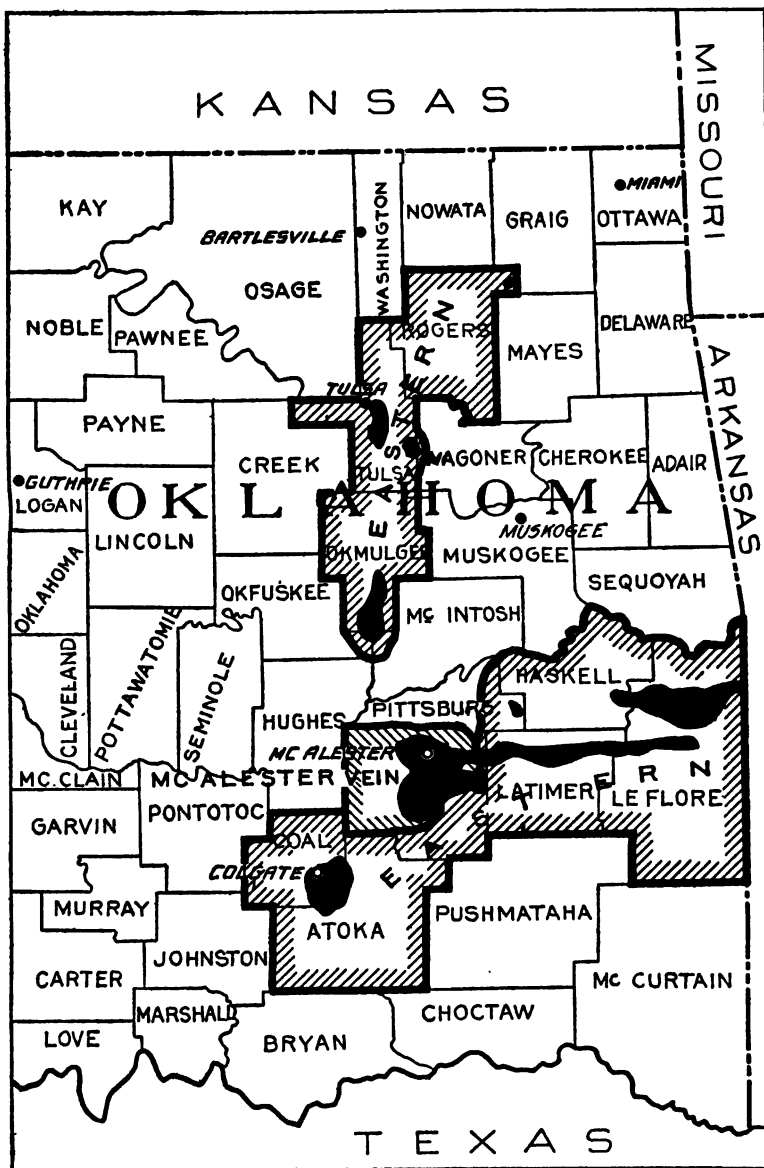 KANSAS
MISSOURI
KAY
WASHINGTON
NOWATA
GRAIG
MIAMI
OTTAWA
BARTLESVILLE
OSAGE
NOBLE
PAWNEE
ROGERS
MAYES
DELAWARE
ARKANSAS
TULSA
PAYNE
CREEK
TULSA
WAGONER
CHEROKEE
ADAIR
GUTHRIE
LOGAN
OKLAHOMA
EASTERN
LINCOLN
MUSKOGEE
OKMULGEE
MUSKOGEE
OKLAHOMA
OKFUSKEE
MC INTOSH
SEQUOYAH
CLEVELAND
POTTAWATOMIE
SEMINOLE
HUGHES
PITTSBURG
HASKELL
MC ALESTER
MC.CLAIN
MC ALESTER VEIN
LATIMER
LE FLORE
EASTERN
GARVIN
PONTOTOC
COAL
COLGATE
MURRAY
ATOKA
PUSHMATAHA
JOHNSTON
CARTER
MC CURTAIN
MARSHALL
CHOCTAW
LOVE
BRYAN
TEXAS